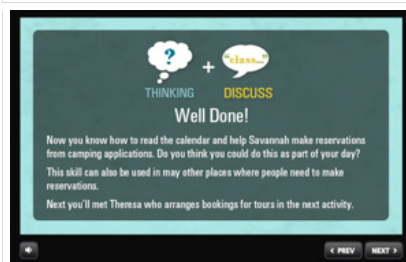 ?
"class..."
+
THINKING
DISCUSS
Well Done!
Now you know how to read the calendar and help Savannah make reservations
from camping applications. Do you think you could do this as part of your day?
This skill can also be used in may other places where people need to make
reservations.
Next you'll met Theresa who arranges bookings for tours in the next activity.
< PREV
NEXT >